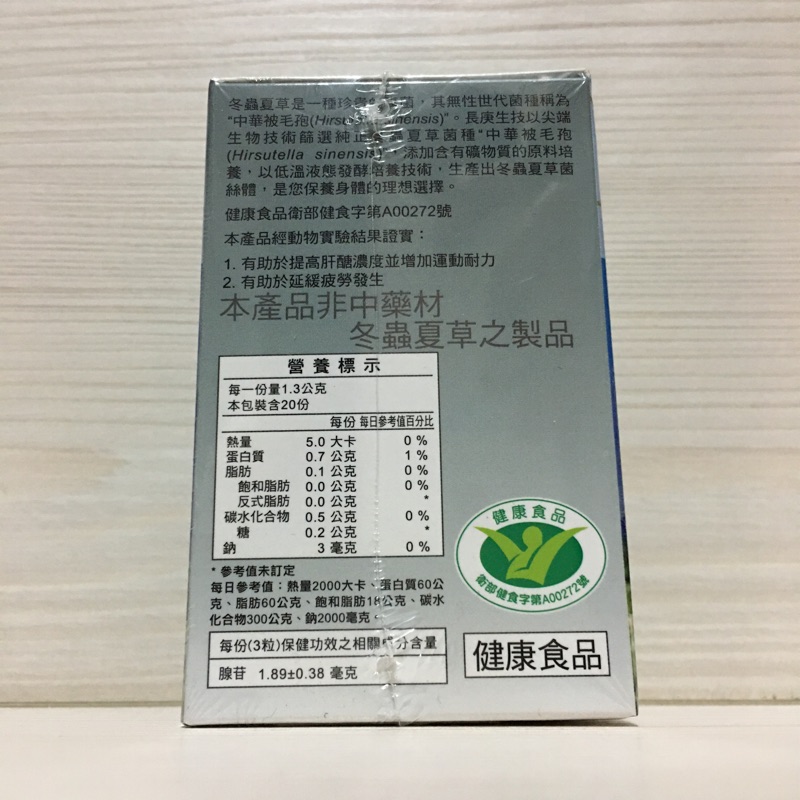 冬蟲夏草是一種珍貴 菌，其無性世代菌種稱為
“中華被毛孢(Hirsutella sinensis)”。長庚生技以尖端
生物技術篩選純正冬蟲夏草菌種“中華被毛孢
(Hirsutella sinensis)”，添加含有礦物質的原料培
養，以低溫液態發酵培養技術，生產出冬蟲夏草菌
絲體，是您保養身體的理想選擇。
健康食品衛部健食字第A00272號
本產品經動物實驗結果證實：
1. 有助於提高肝醣濃度並增加運動耐力
2. 有助於延緩疲勞發生
本產品非中藥材
冬蟲夏草之製品
營養標示
每一份量1.3公克
本包裝含20份
每份 每日參考值百分比
熱量 5.0 大卡 0 %
蛋白質 0.7 公克 1 %
脂肪 0.1 公克 0 %
飽和脂肪 0.0 公克 0 %
反式脂肪 0.0 公克 *
碳水化合物 0.5 公克 0 %
糖 0.2 公克 *
鈉 3 毫克 0 %
* 參考值未訂定
每日參考值：熱量2000大卡、蛋白質60公
克、脂肪60公克、飽和脂肪18公克、碳水
化合物300公克、鈉2000毫克。
每份(3粒)保健功效之相關成分含量
腺苷 1.89±0.38 毫克
健康食品
衛部健食字第A00272號
健康食品